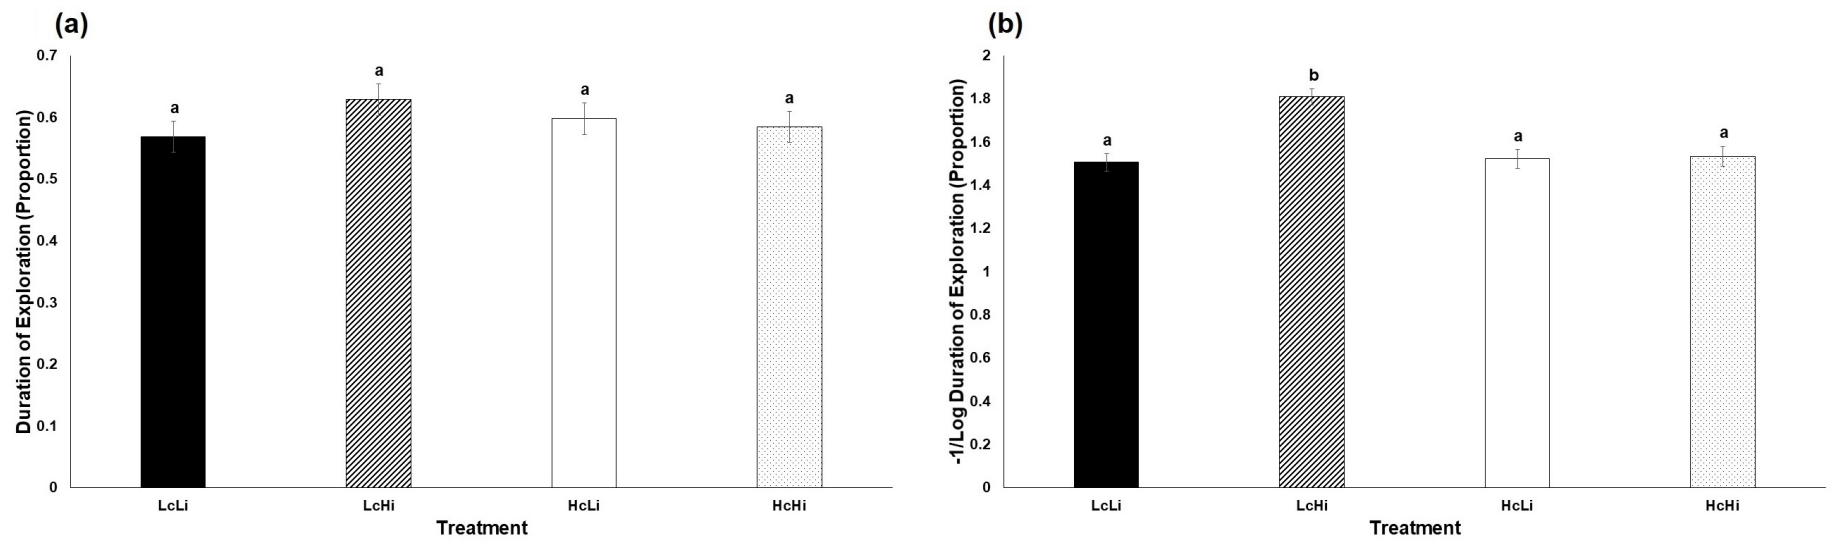 (a)
Duration of Exploration (Proportion)
0.7
0.6
0.5
0.4
0.3
0.2
0.1
0
a
a
a
a
LcLi
LcHi
HcLi
HcHi
Treatment
(b)
-1/Log Duration of Exploration (Proportion)
2
1.8
1.6
1.4
1.2
1
0.8
0.6
0.4
0.2
0
a
b
a
a
LcLi
LcHi
HcLi
HcHi
Treatment